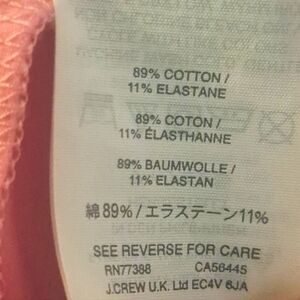 89% COTTON /
11% ELASTANE
89% COTON /
11% ÉLASTHANNE
89% BAUMWOLLE /
11% ELASTAN
綿 89% / エラステーン11%
SEE REVERSE FOR CARE
RN77388 CA56445
J.CREW U.K. Ltd EC4V 6JA